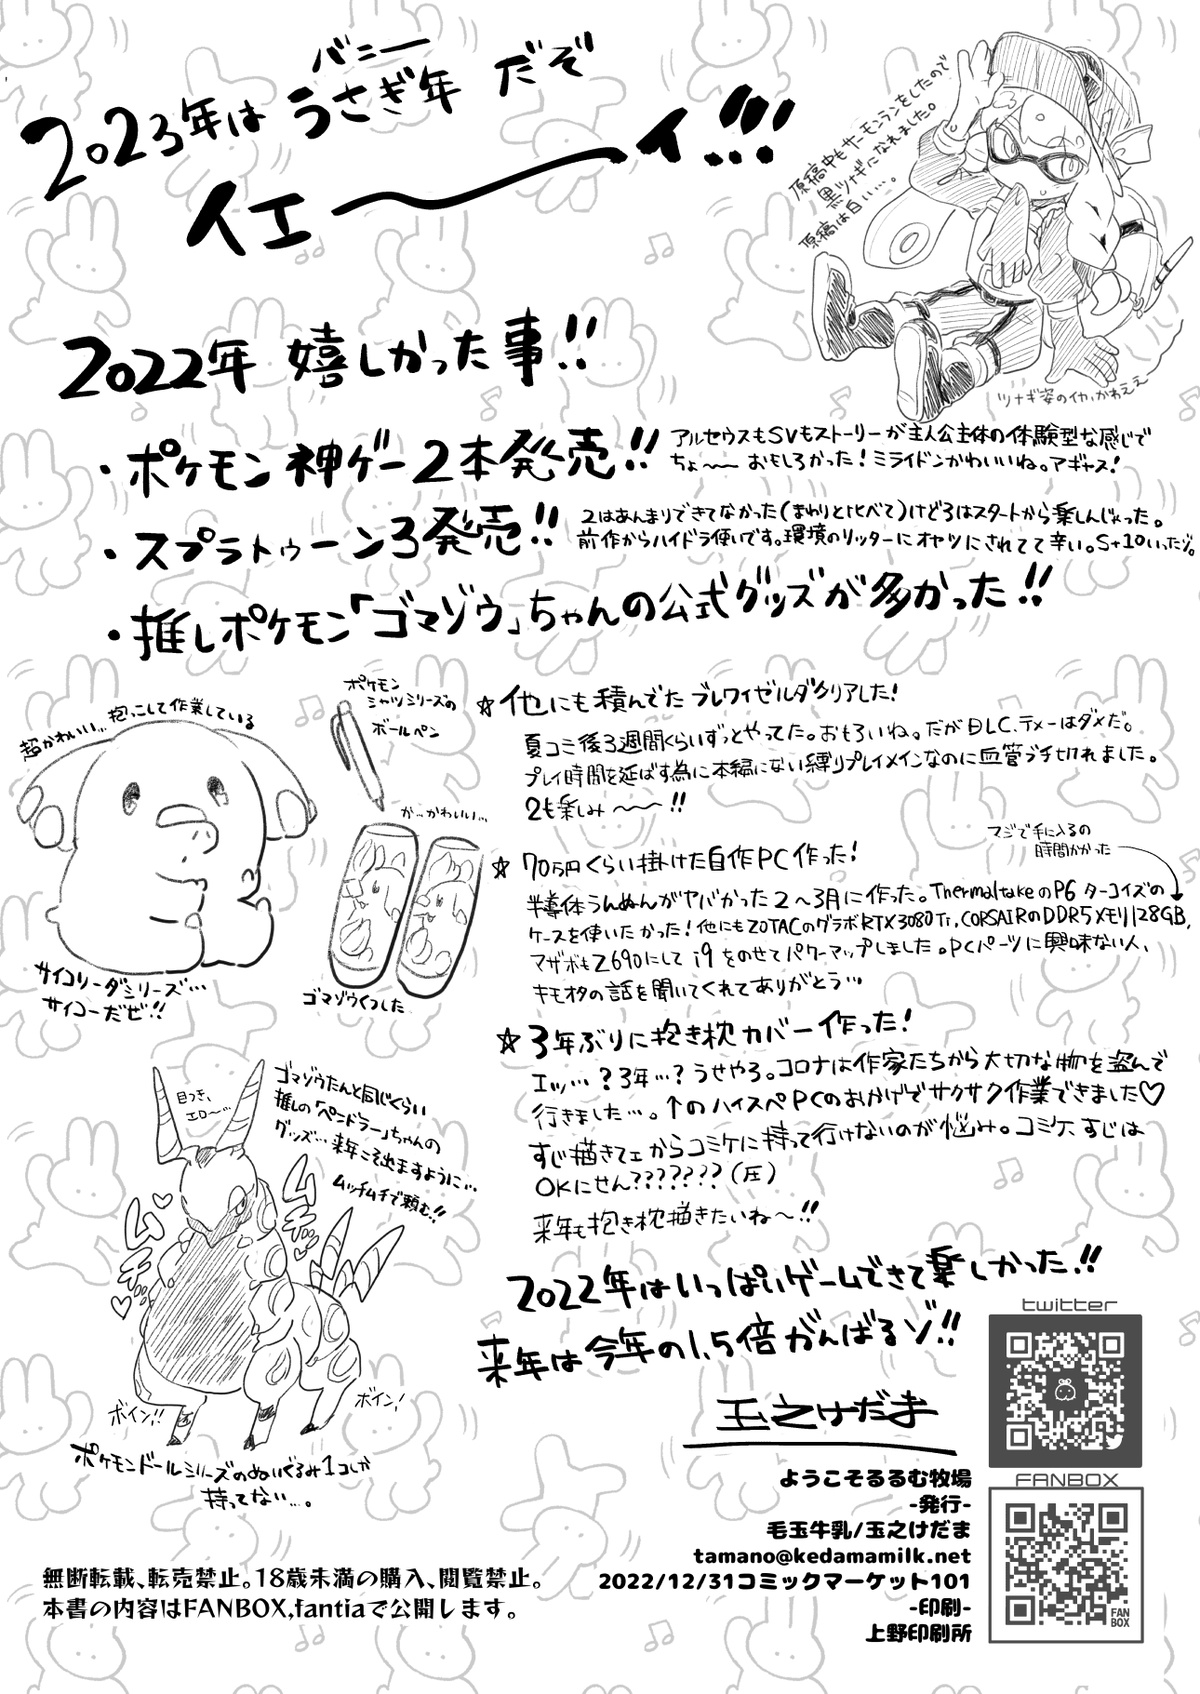 バニー
2023年は うさぎ年 だぞ
イエ〜ーイ!!!
原稿中もサーモンランをしたので
黒ツナギになれました。
原稿は白い…。
ツナギ姿のイカ、かわええ
2022年 嬉しかった事!!
・ポケモン神ゲー2本発売!!
アルセウスもSVもストーリーが主人公主体の体験型な感じで
ちょ〜〜 おもしろかった!ミライドンかわいいね。アギャス!
・スプラトゥーン3発売!!
2はあんまりできてなかった(まわりと比べて)けど3はスタートから楽しんじゃった。
前作からハイドラ使いです。環境のリッターにオヤツにされてて辛い。S+10いったゾ。
・推しポケモン「ゴマゾウ」ちゃんの公式グッズが多かった!!
超かわいい…抱っこして作業している
ポケモン
シャツシリーズの
ボールペン
か…かわいい…
サイコソーダシリーズ…
サイコーだぜ!!
ゴマゾウくつした
☆他にも積んでた ブレワイゼルダクリアした!
夏コミ後3週間くらいずっとやってた。おもろいね。だがDLC、テメーはダメだ。
プレイ時間を延ばす為に本編にない縛りプレイメインなのに血管ブチ切れました。
2も楽しみ〜〜!!
マジで手に入るの
時間かかった
☆70万円くらい掛けた自作PC作った!
半導体うんぬんがヤバかった2〜3月に作った。ThermaltakeのP6 ターコイズの
ケースを使いたかった!他にもZOTACのグラボRTX3080Ti、CORSAIRのDDR5メモリ128GB、
マザボもZ690にして i9をのせてパワーマップしました。PCパーツに興味ない人、
キモオタの話を聞いてくれてありがとう…
☆3年ぶりに抱き枕カバー作った!
エッ…?3年…?うせやろ。コロナは作家たちから大切な物を盗んで
行きました…。↑のハイスペPCのおかげでサクサク作業できました♡
すじ描きてェからコミケに持って行けないのが悩み。コミケ、すじは
OKにせん???????(圧)
来年も抱き枕描きたいね〜!!
目つき、
エロ〜…
ゴマゾウたんと同じくらい
推しの「ペンドラー」ちゃんの
グッズ…来年こそ出ますように…
ムッチムチで頼む!!
ムチッ♡
ムチッ♡
ボイン!!
ボイン!
ポケモンドールシリーズのぬいぐるみ1コしか
持ってない…。
2022年はいっぱいゲームできて楽しかった!!
来年は今年の1.5倍がんばるゾ!!
玉之けだま
twitter
FANBOX
FAN
BOX
ようこそるるむ牧場
-発行-
毛玉牛乳/玉之けだま
tamano@kedamamilk.net
2022/12/31コミックマーケット101
-印刷-
上野印刷所
無断転載、転売禁止。18歳未満の購入、閲覧禁止。
本書の内容はFANBOX,fantiaで公開します。